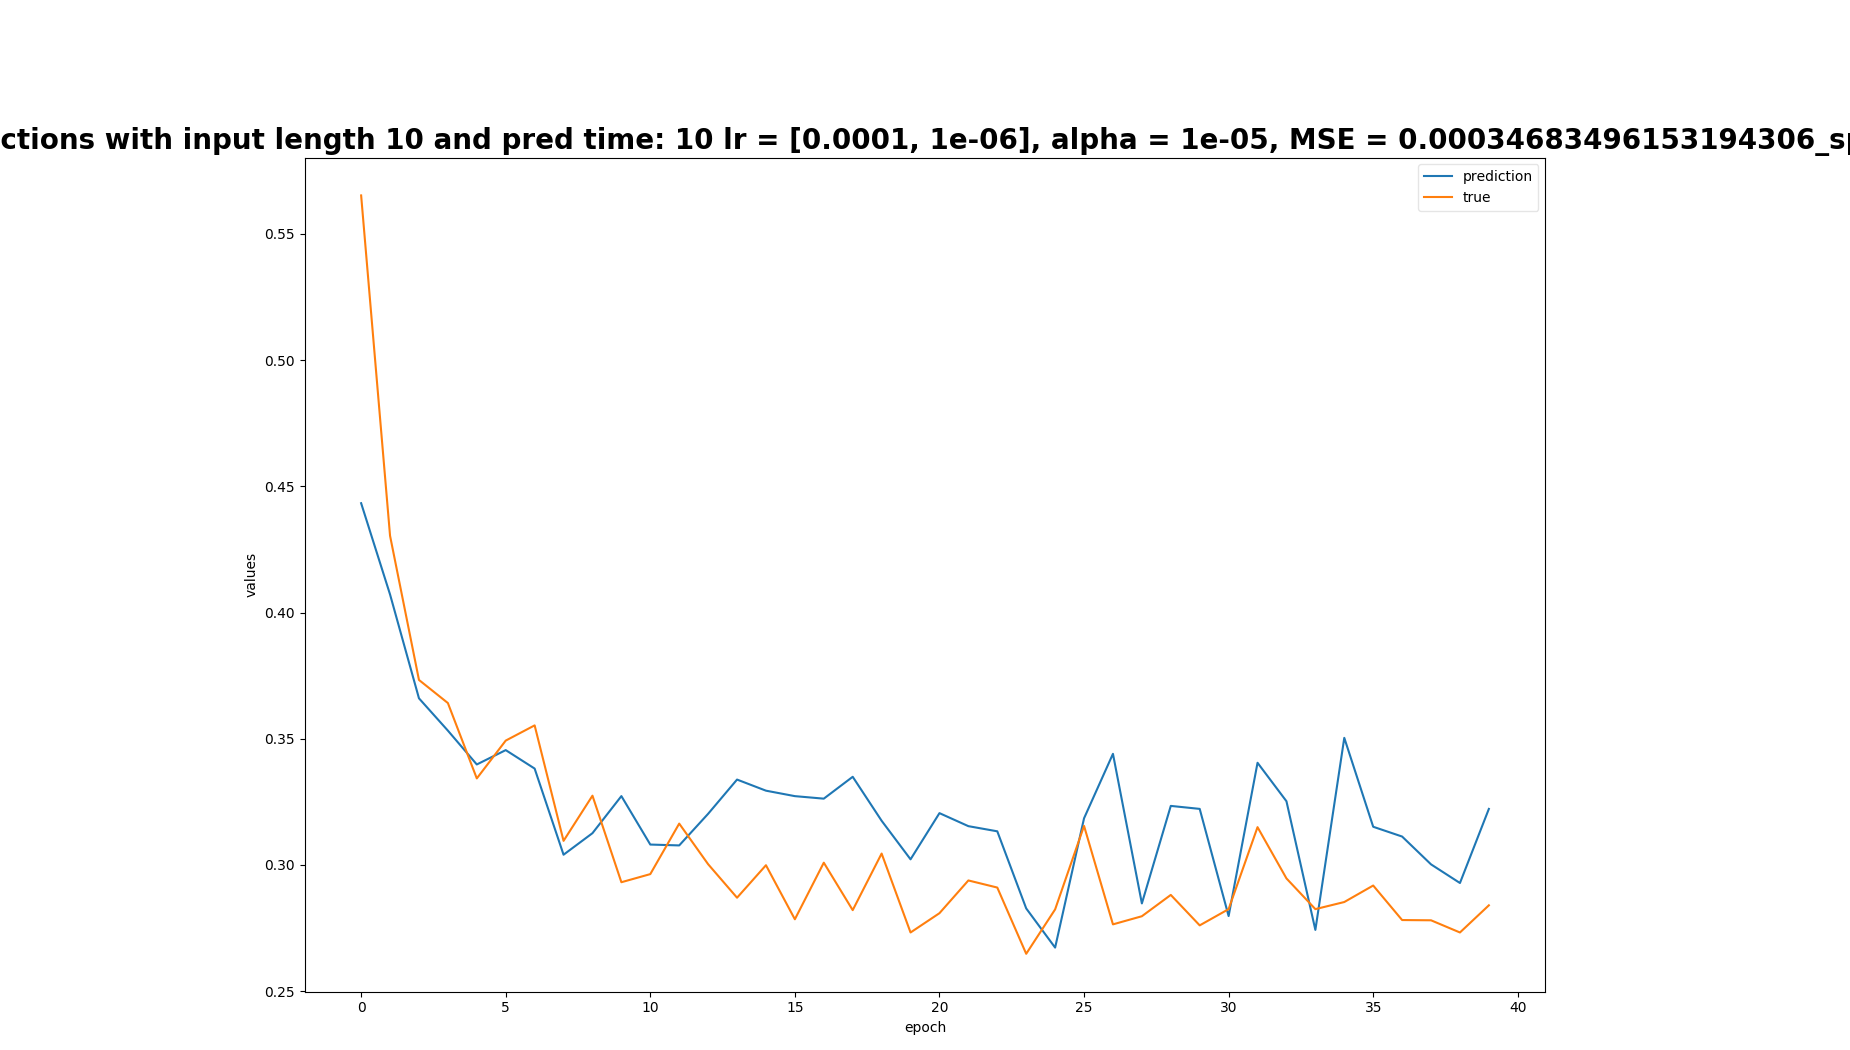 ctions with input length 10 and pred time: 10 lr = [0.0001, 1e-06], alpha = 1e-05, MSE = 0.00034683496153194306_sp
prediction
true
0.55
0.50
0.45
0.40
0.35
0.30
0.25
values
0 5 10 15 20 25 30 35 40
epoch